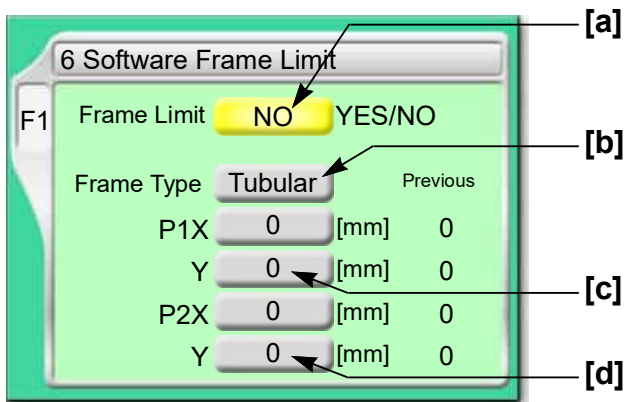 [a]
6 Software Frame Limit
F1
Frame Limit NO YES/NO
[b]
Frame Type Tubular Previous
P1X 0 [mm] 0
Y 0 [mm] 0
[c]
P2X 0 [mm] 0
Y 0 [mm] 0
[d]